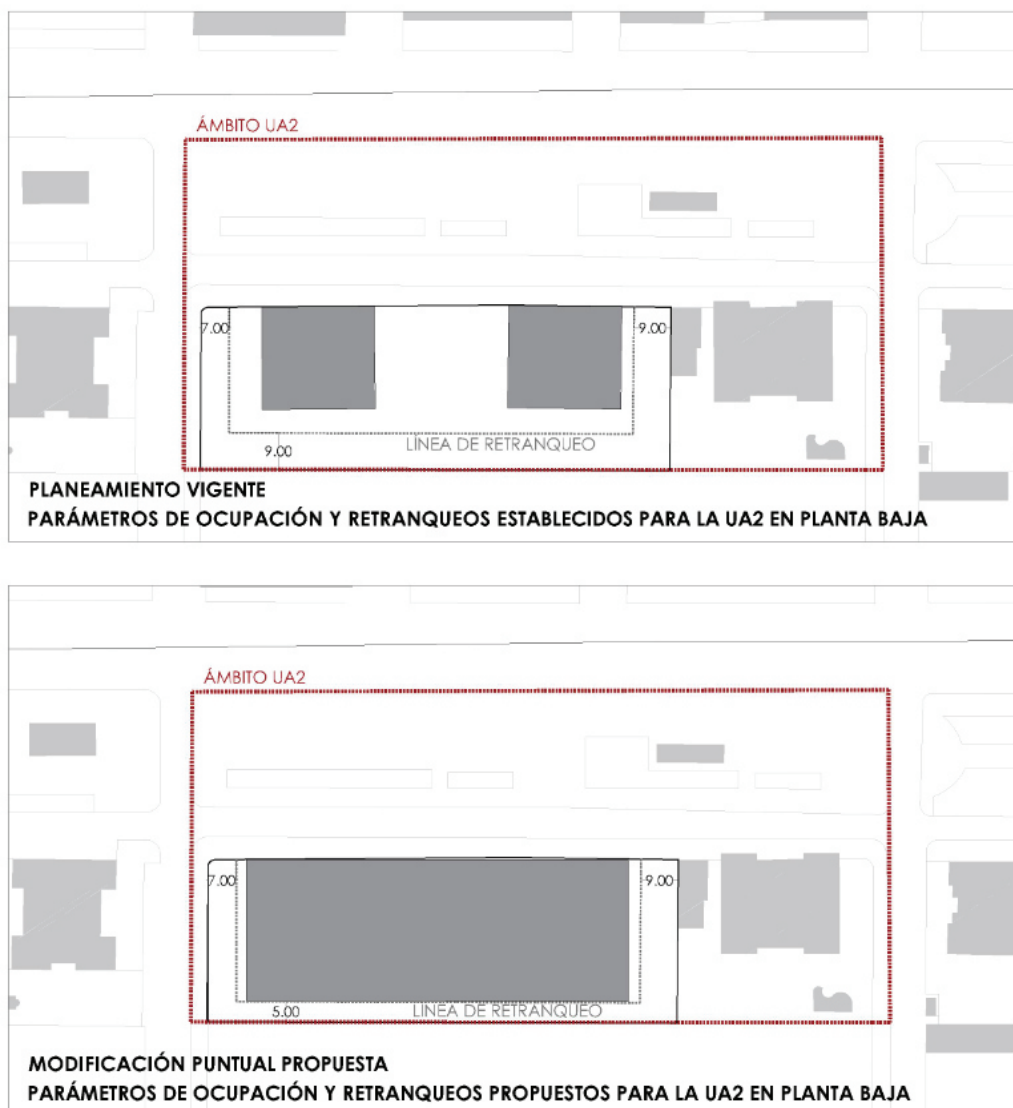 ÁMBITO UA2
7.00
9.00
LÍNEA DE RETRANQUEO
9.00
PLANEAMIENTO VIGENTE
PARÁMETROS DE OCUPACIÓN Y RETRANQUEOS ESTABLECIDOS PARA LA UA2 EN PLANTA BAJA
ÁMBITO UA2
7.00
9.00
5.00
LÍNEA DE RETRANQUEO
MODIFICACIÓN PUNTUAL PROPUESTA
PARÁMETROS DE OCUPACIÓN Y RETRANQUEOS PROPUESTOS PARA LA UA2 EN PLANTA BAJA